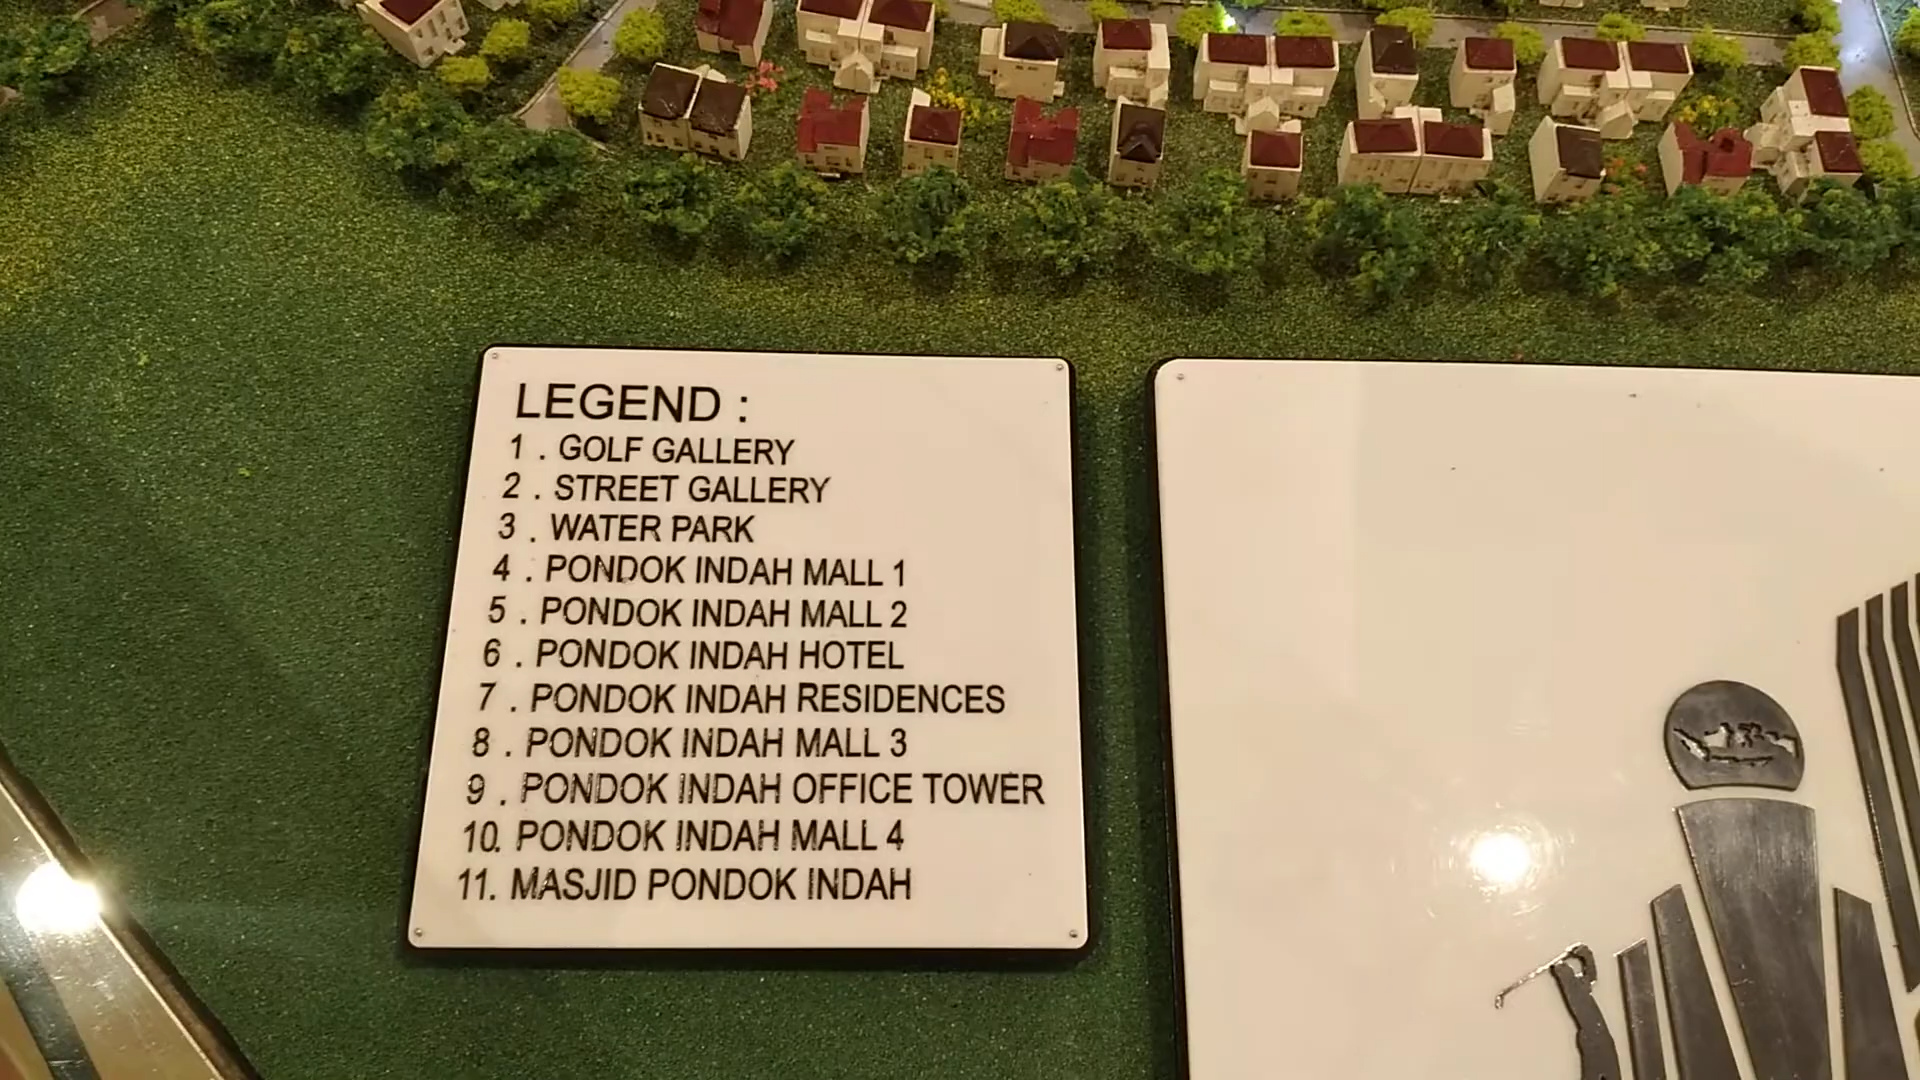 LEGEND :
1 . GOLF GALLERY
2 . STREET GALLERY
3 . WATER PARK
4 . PONDOK INDAH MALL 1
5 . PONDOK INDAH MALL 2
6 . PONDOK INDAH HOTEL
7 . PONDOK INDAH RESIDENCES
8 . PONDOK INDAH MALL 3
9 . PONDOK INDAH OFFICE TOWER
10. PONDOK INDAH MALL 4
11. MASJID PONDOK INDAH